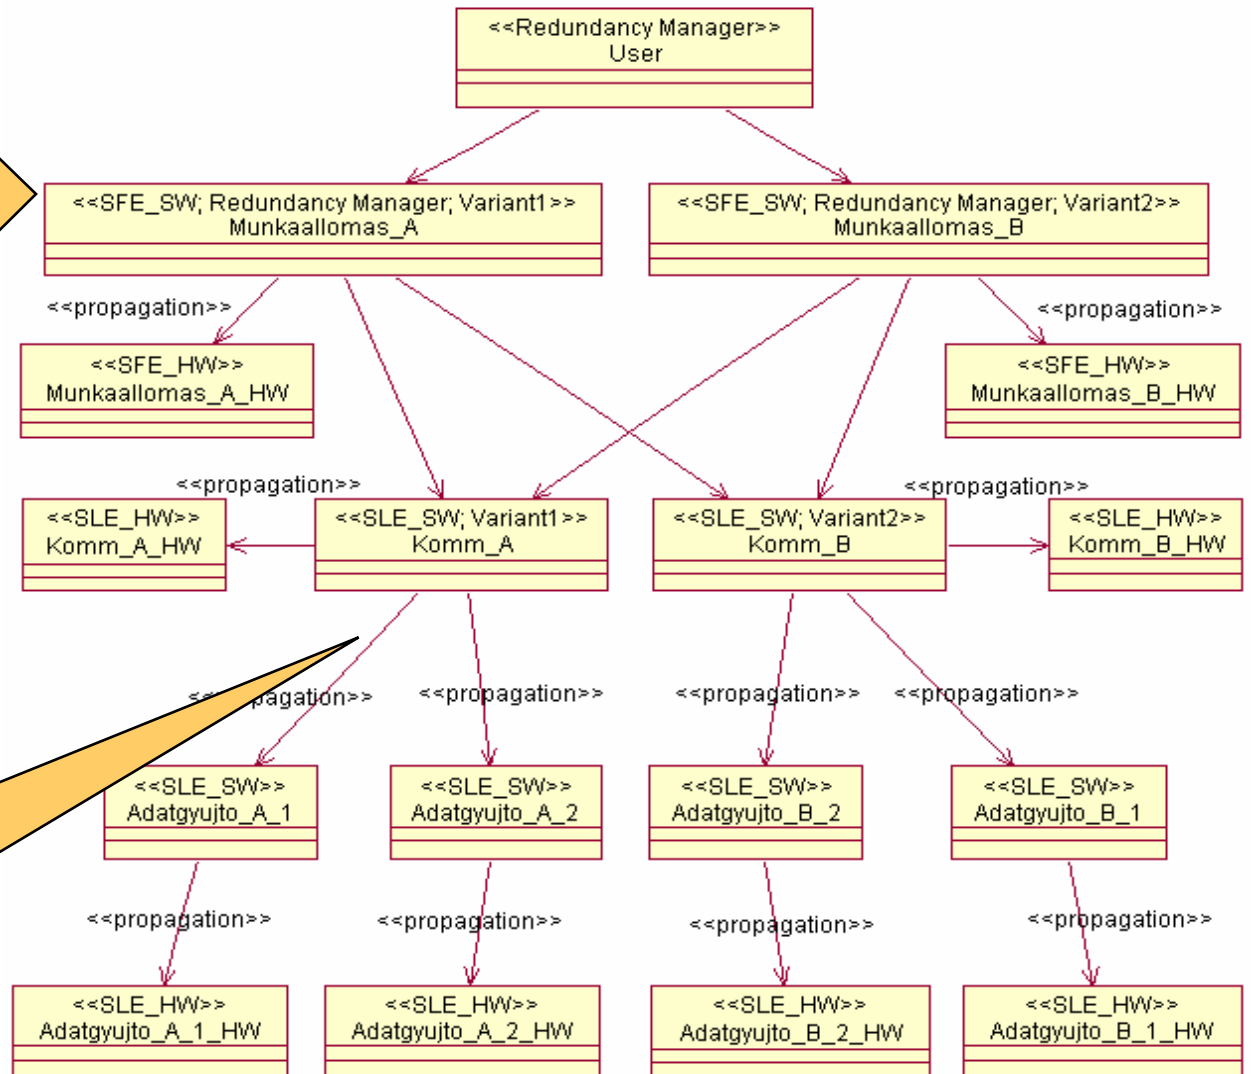 <<Redundancy Manager>>
User
<<SFE_SW; Redundancy Manager; Variant1>>
Munkaallomas_A
<<SFE_SW; Redundancy Manager; Variant2>>
Munkaallomas_B
<<propagation>>
<<propagation>>
<<SFE_HW>>
Munkaallomas_A_HW
<<SFE_HW>>
Munkaallomas_B_HW
<<propagation>>
<<propagation>>
<<SLE_HW>>
Komm_A_HW
<<SLE_SW; Variant1>>
Komm_A
<<SLE_SW; Variant2>>
Komm_B
<<SLE_HW>>
Komm_B_HW
<<propagation>>
<<propagation>>
<<propagation>>
<<propagation>>
<<SLE_SW>>
Adatgyujto_A_1
<<SLE_SW>>
Adatgyujto_A_2
<<SLE_SW>>
Adatgyujto_B_2
<<SLE_SW>>
Adatgyujto_B_1
<<propagation>>
<<propagation>>
<<propagation>>
<<propagation>>
<<SLE_HW>>
Adatgyujto_A_1_HW
<<SLE_HW>>
Adatgyujto_A_2_HW
<<SLE_HW>>
Adatgyujto_B_2_HW
<<SLE_HW>>
Adatgyujto_B_1_HW